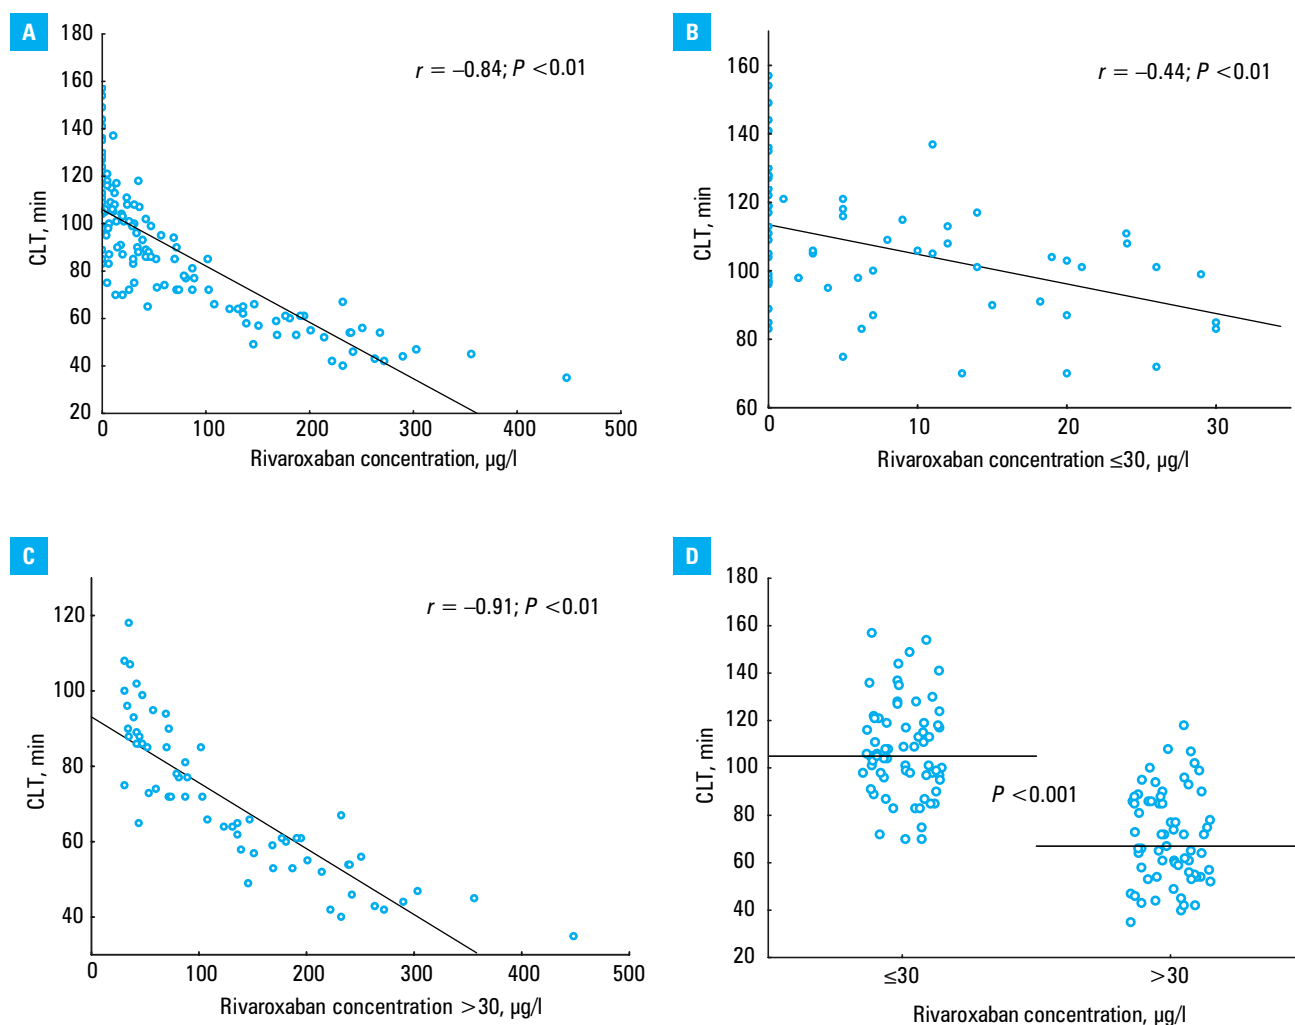 A
r = –0.84; P <0.01
CLT, min
180
160
140
120
100
80
60
40
20
0
100
200
300
400
500
Rivaroxaban concentration, µg/l
B
r = –0.44; P <0.01
CLT, min
160
140
120
100
80
60
0
10
20
30
Rivaroxaban concentration ≤30, µg/l
C
r = –0.91; P <0.01
CLT, min
120
100
80
60
40
0
100
200
300
400
500
Rivaroxaban concentration >30, µg/l
D
CLT, min
180
160
140
120
100
80
60
40
20
P <0.001
≤30
>30
Rivaroxaban concentration, µg/l